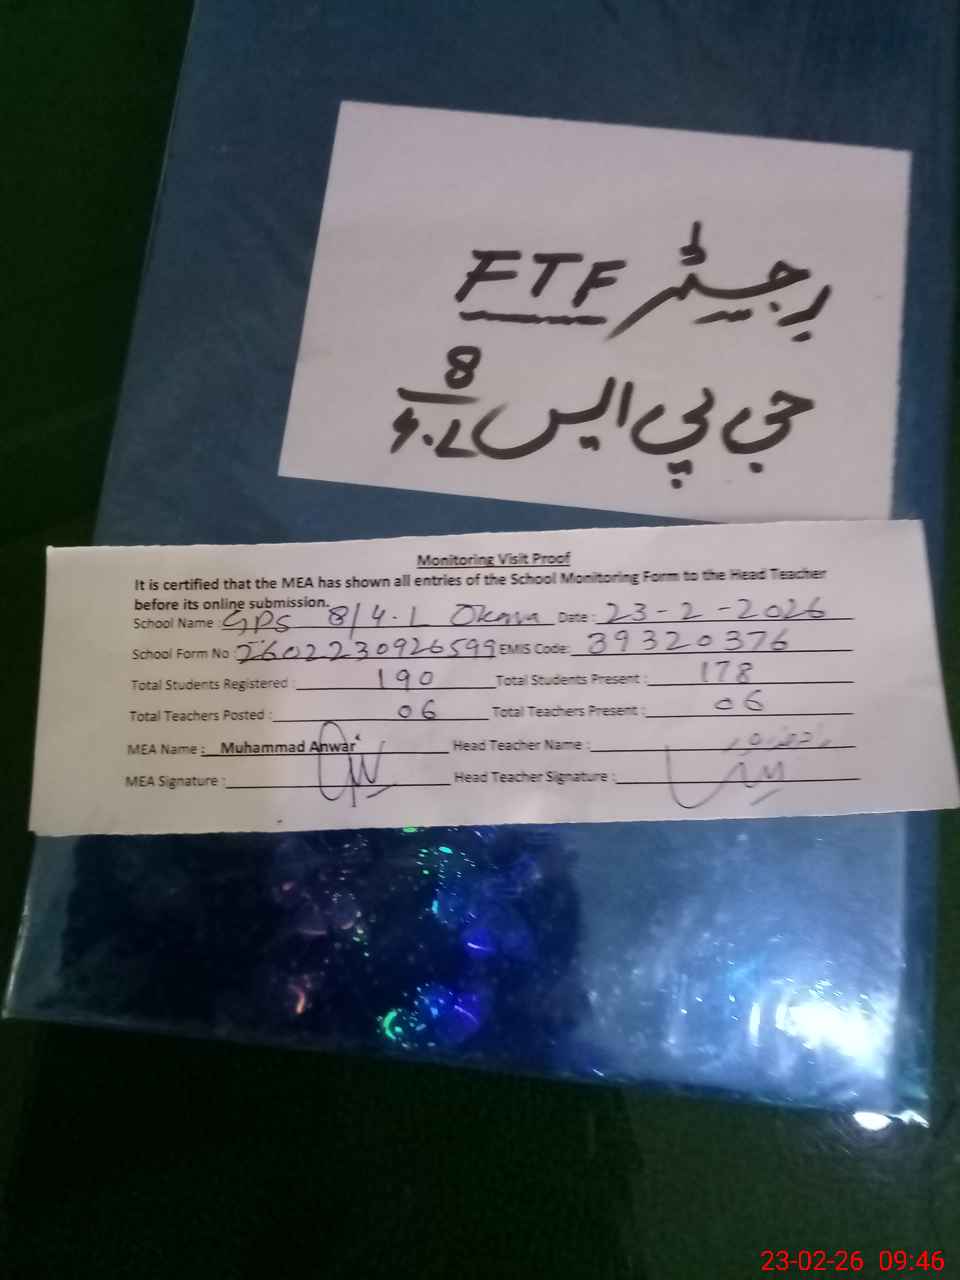 رجسٹر FTF
جی پی ایس 8/4.L
Monitoring Visit Proof
It is certified that the MEA has shown all entries of the School Monitoring Form to the Head Teacher
before its online submission.
School Name : GPS 8/4.L Okara Date : 23-2-2026
School Form No : 2602230926599 EMIS Code: 39320376
Total Students Registered : 190 Total Students Present : 178
Total Teachers Posted : 06 Total Teachers Present : 06
MEA Name : Muhammad Anwar Head Teacher Name :
MEA Signature : Head Teacher Signature :
23-02-26 09:46